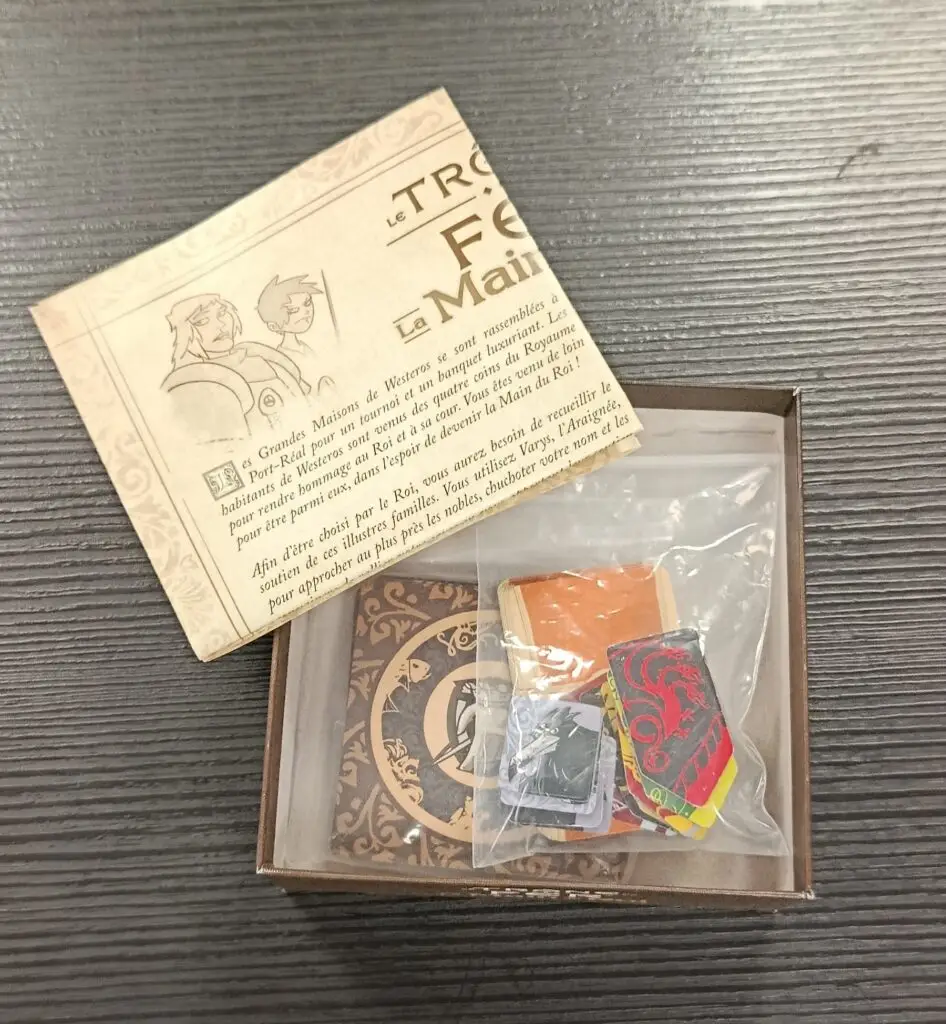 LE TRÔ
FE
La Main
Les Grandes Maisons de Westeros se sont rassemblées à
Port-Réal pour un tournoi et un banquet luxuriant. Les
habitants de Westeros sont venus des quatre coins du Royaume
pour rendre hommage au Roi et à sa cour. Vous êtes venu de loin
pour être parmi eux, dans l'espoir de devenir la Main du Roi !
Afin d'être choisi par le Roi, vous aurez besoin de recueillir le
soutien de ces illustres familles. Vous utilisez Varys, l'Araignée,
pour approcher au plus près les nobles, chuchoter votre nom et les